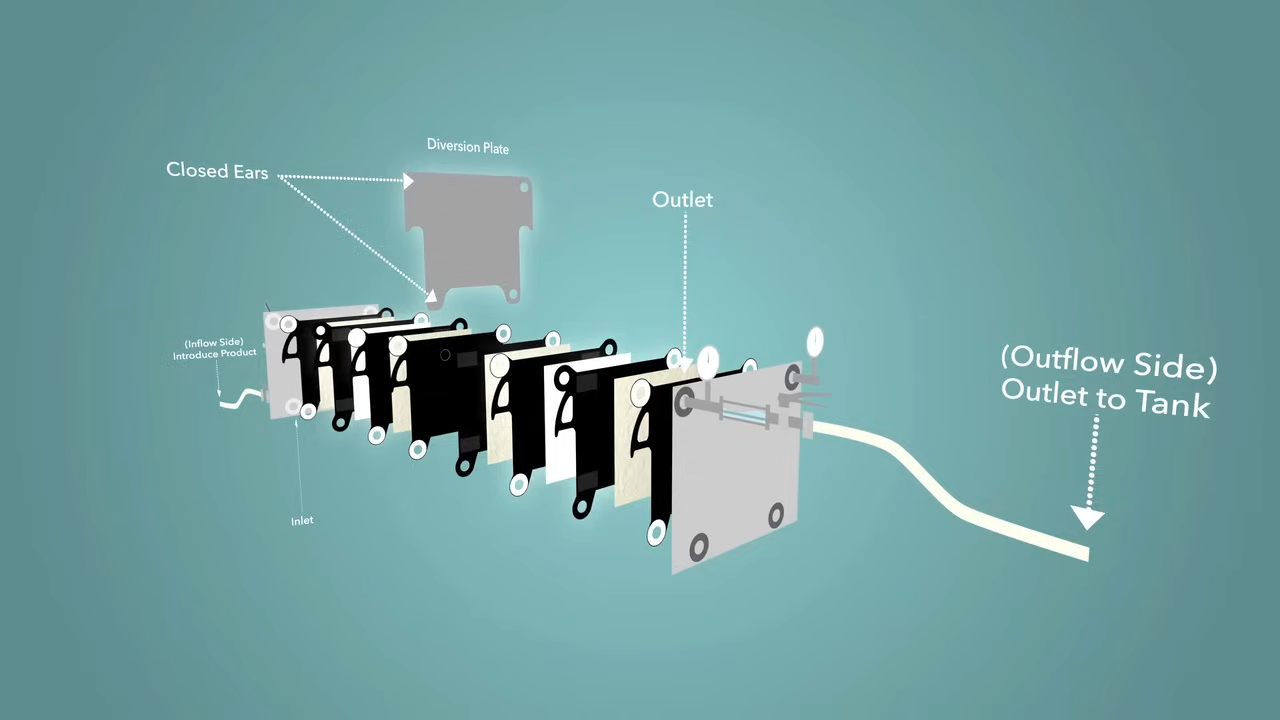 Diversion Plate
Closed Ears
Outlet
(Inflow Side)
Introduce Product
(Outflow Side)
Outlet to Tank
Inlet